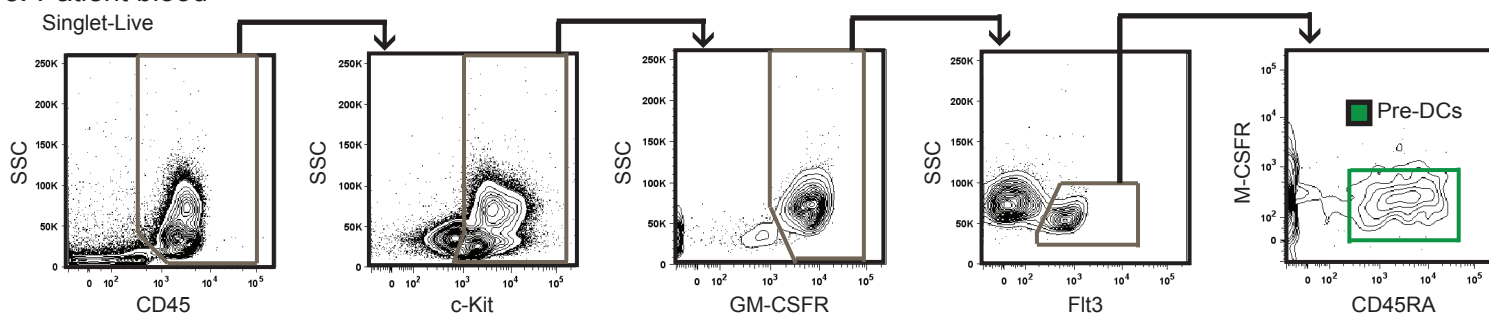 Singlet-Live
250K
200K
150K
100K
50K
0
SSC
0 10² 10³ 10⁴ 10⁵
CD45
250K
200K
150K
100K
50K
0
SSC
0 10² 10³ 10⁴ 10⁵
c-Kit
250K
200K
150K
100K
50K
0
SSC
0 10² 10³ 10⁴ 10⁵
GM-CSFR
250K
200K
150K
100K
50K
0
SSC
0 10² 10³ 10⁴ 10⁵
Flt3
10⁵
10⁴
10³
10²
0
M-CSFR
Pre-DCs
0 10² 10³ 10⁴ 10⁵
CD45RA